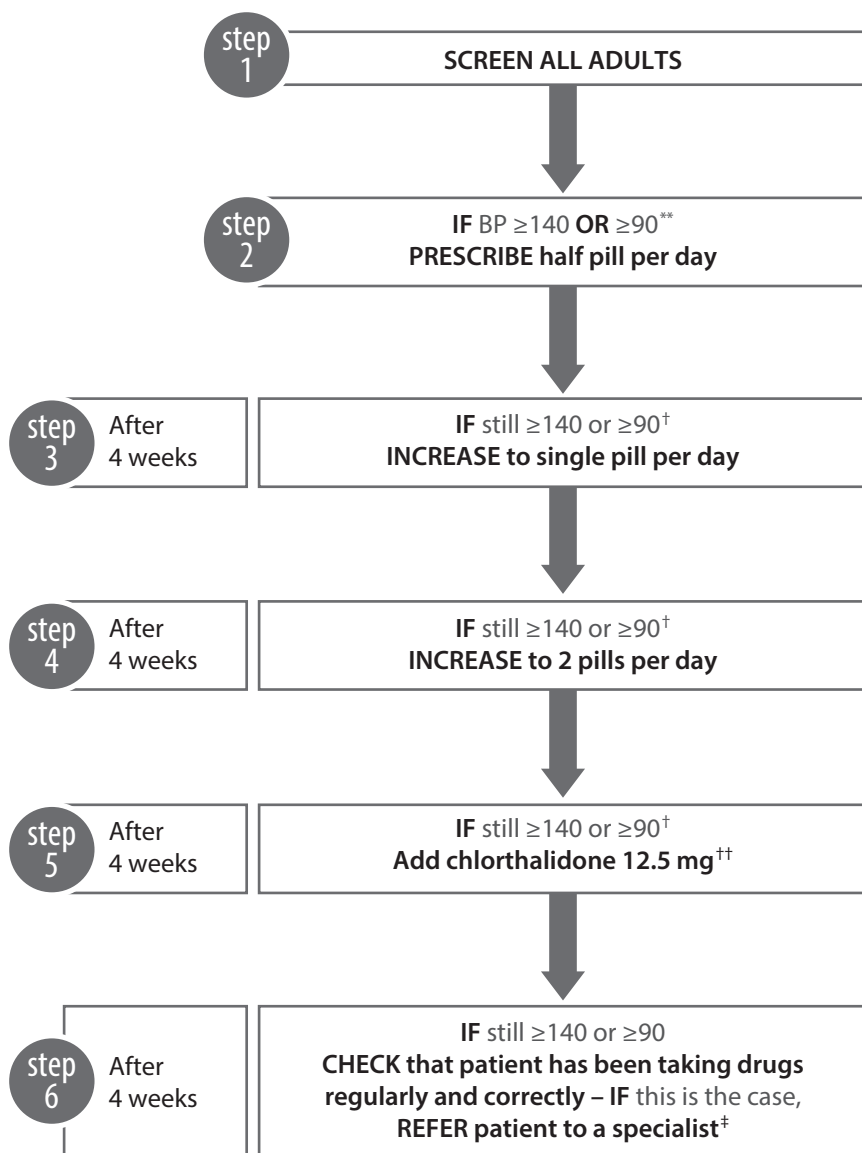 step
1
SCREEN ALL ADULTS
step
2
IF BP ≥140 OR ≥90**
PRESCRIBE half pill per day
step
3
After
4 weeks
IF still ≥140 or ≥90†
INCREASE to single pill per day
step
4
After
4 weeks
IF still ≥140 or ≥90†
INCREASE to 2 pills per day
step
5
After
4 weeks
IF still ≥140 or ≥90†
Add chlorthalidone 12.5 mg††
step
6
After
4 weeks
IF still ≥140 or ≥90
CHECK that patient has been taking drugs
regularly and correctly – IF this is the case,
REFER patient to a specialist‡